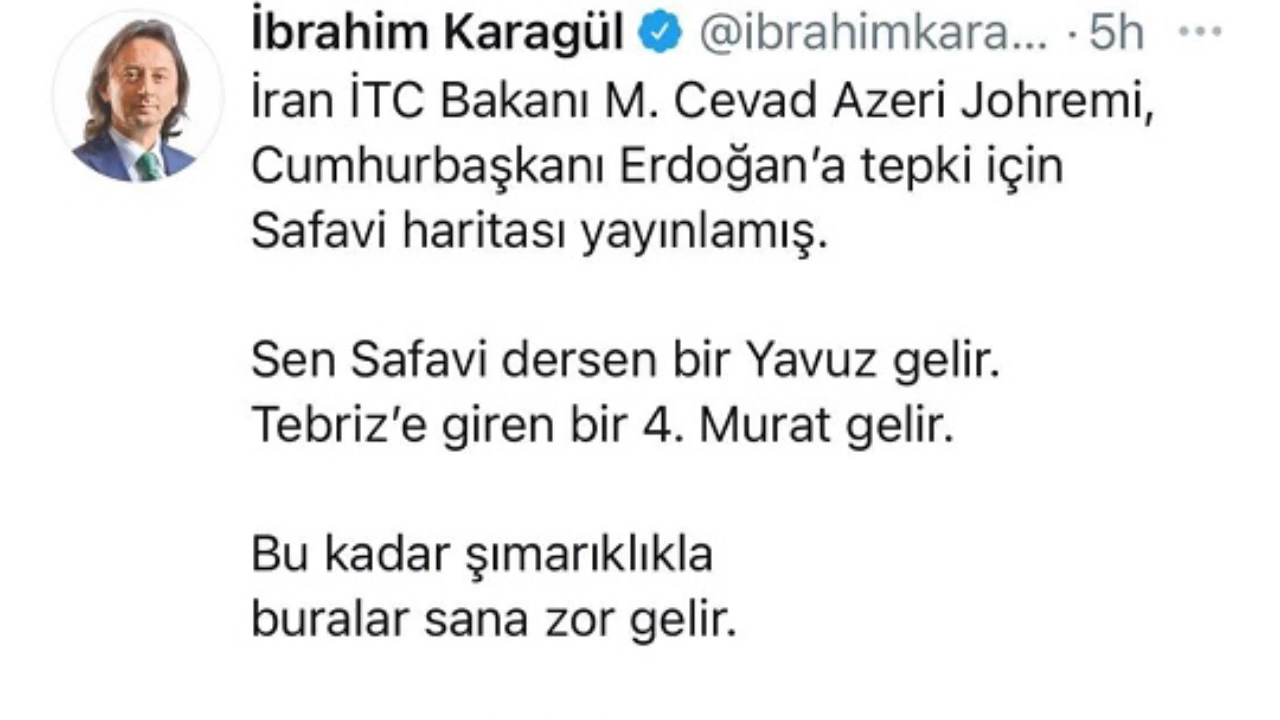 İbrahim Karagül @ibrahimkara... · 5h ...
İran İTC Bakanı M. Cevad Azeri Johremi,
Cumhurbaşkanı Erdoğan’a tepki için
Safavi haritası yayınlamış.
Sen Safavi dersen bir Yavuz gelir.
Tebriz’e giren bir 4. Murat gelir.
Bu kadar şımarıklıkla
buralar sana zor gelir.